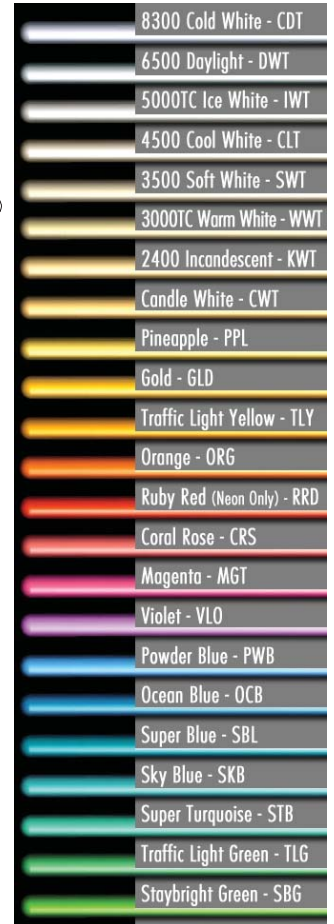 8300 Cold White - CDT
6500 Daylight - DWT
5000TC Ice White - IWT
4500 Cool White - CLT
3500 Soft White - SWT
3000TC Warm White - WWT
2400 Incandescent - KWT
Candle White - CWT
Pineapple - PPL
Gold - GLD
Traffic Light Yellow - TLY
Orange - ORG
Ruby Red (Neon Only) - RRD
Coral Rose - CRS
Magenta - MGT
Violet - VLO
Powder Blue - PWB
Ocean Blue - OCB
Super Blue - SBL
Sky Blue - SKB
Super Turquoise - STB
Traffic Light Green - TLG
Staybright Green - SBG